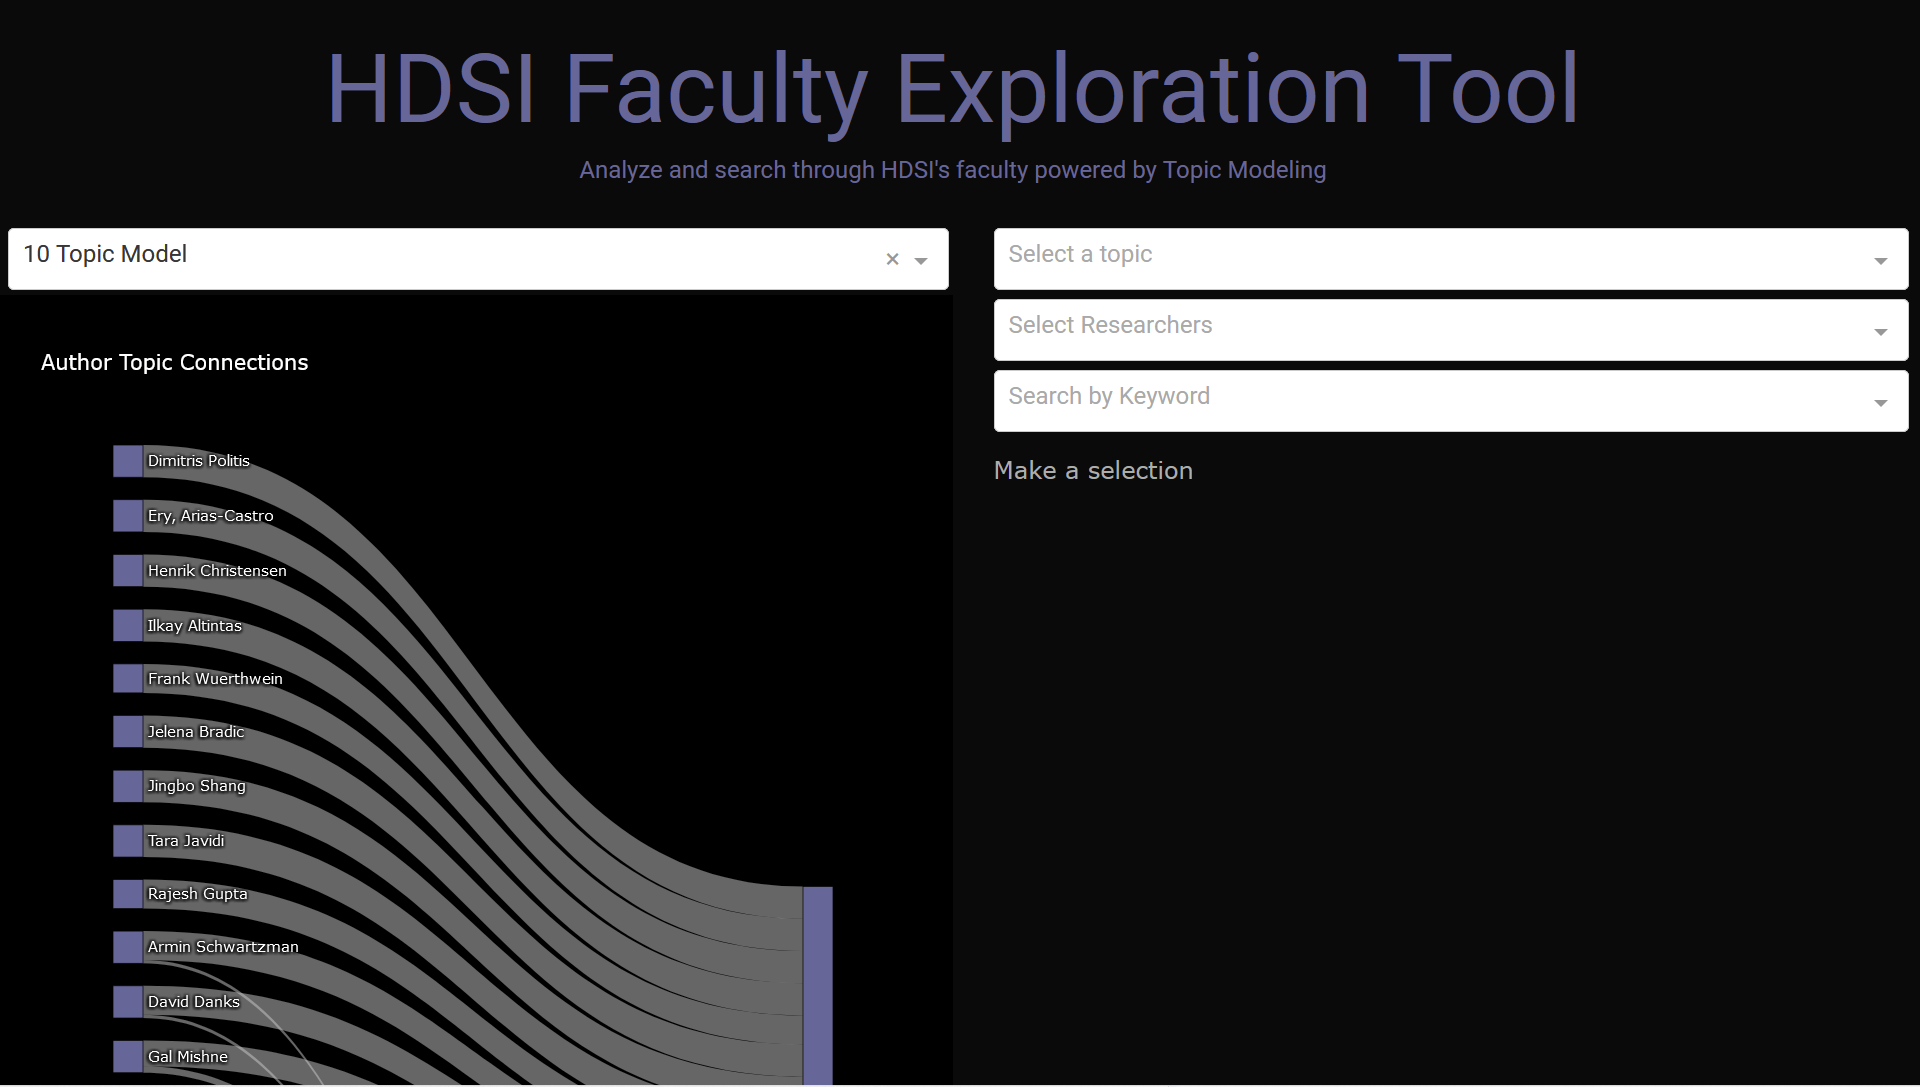 HDSI Faculty Exploration Tool
Analyze and search through HDSI's faculty powered by Topic Modeling
10 Topic Model
Select a topic
Select Researchers
Search by Keyword
Make a selection
Author Topic Connections
Dimitris Politis
Ery, Arias-Castro
Henrik Christensen
Ilkay Altintas
Frank Wuerthwein
Jelena Bradic
Jingbo Shang
Tara Javidi
Rajesh Gupta
Armin Schwartzman
David Danks
Gal Mishne